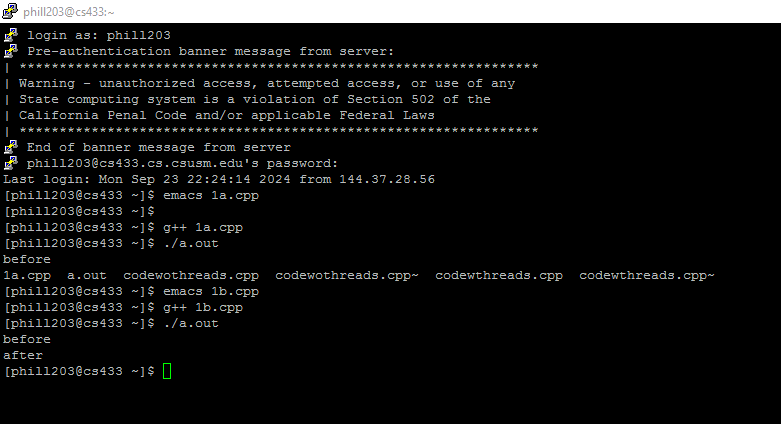 phill203@cs433:~
login as: phill203
Pre-authentication banner message from server:
| *****************************************************************
| Warning - unauthorized access, attempted access, or use of any
| State computing system is a violation of Section 502 of the
| California Penal Code and/or applicable Federal Laws
| *****************************************************************
End of banner message from server
phill203@cs433.cs.csusm.edu's password:
Last login: Mon Sep 23 22:24:14 2024 from 144.37.28.56
[phill203@cs433 ~]$ emacs 1a.cpp
[phill203@cs433 ~]$
[phill203@cs433 ~]$ g++ 1a.cpp
[phill203@cs433 ~]$ ./a.out
before
1a.cpp  a.out  codewothreads.cpp  codewothreads.cpp~  codewthreads.cpp  codewthreads.cpp~
[phill203@cs433 ~]$ emacs 1b.cpp
[phill203@cs433 ~]$ g++ 1b.cpp
[phill203@cs433 ~]$ ./a.out
before
after
[phill203@cs433 ~]$